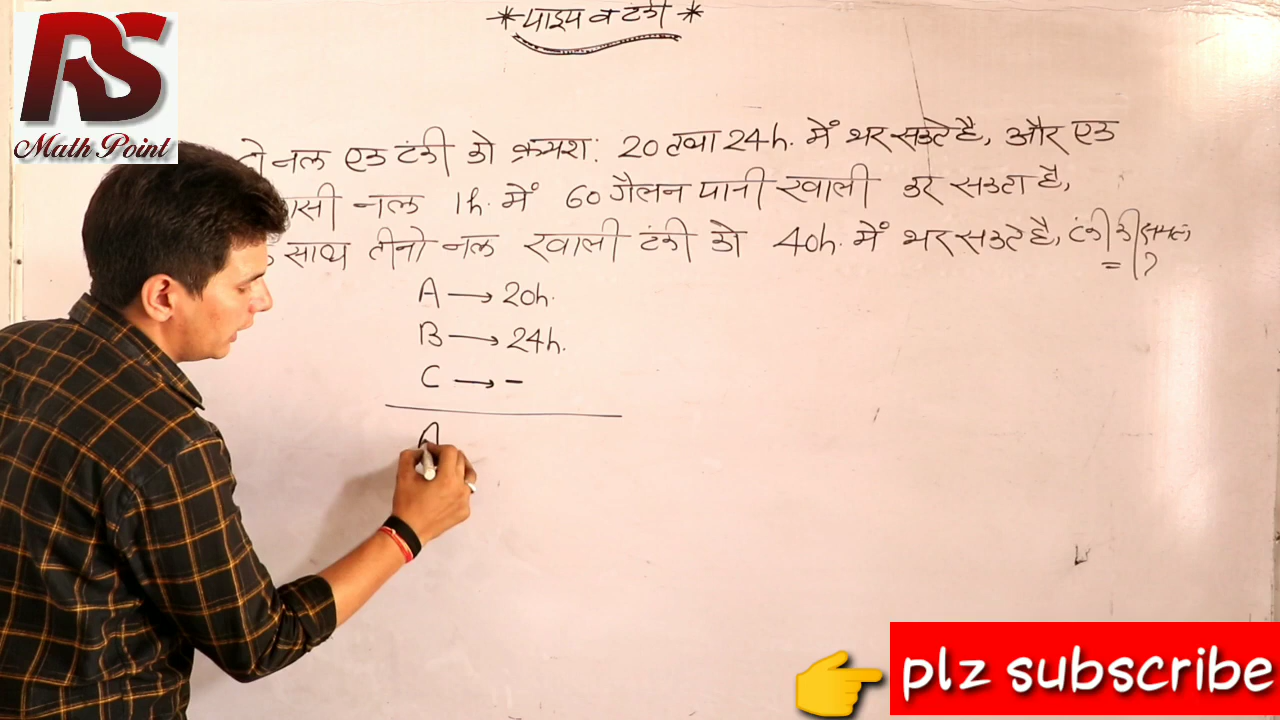 RS
Math Point
* पाइप व टंकी *
नल एक टंकी को क्रमश: 20 तथा 24h. में भर सकते है, और एक
नल 1h. में 60 गैलन पानी खाली कर सकता है,
साथ तीनो नल खाली टंकी को 40h. में भर सकते है, टंकी की
= ?
A → 20h.
B → 24h.
C → -
A
plz subscribe